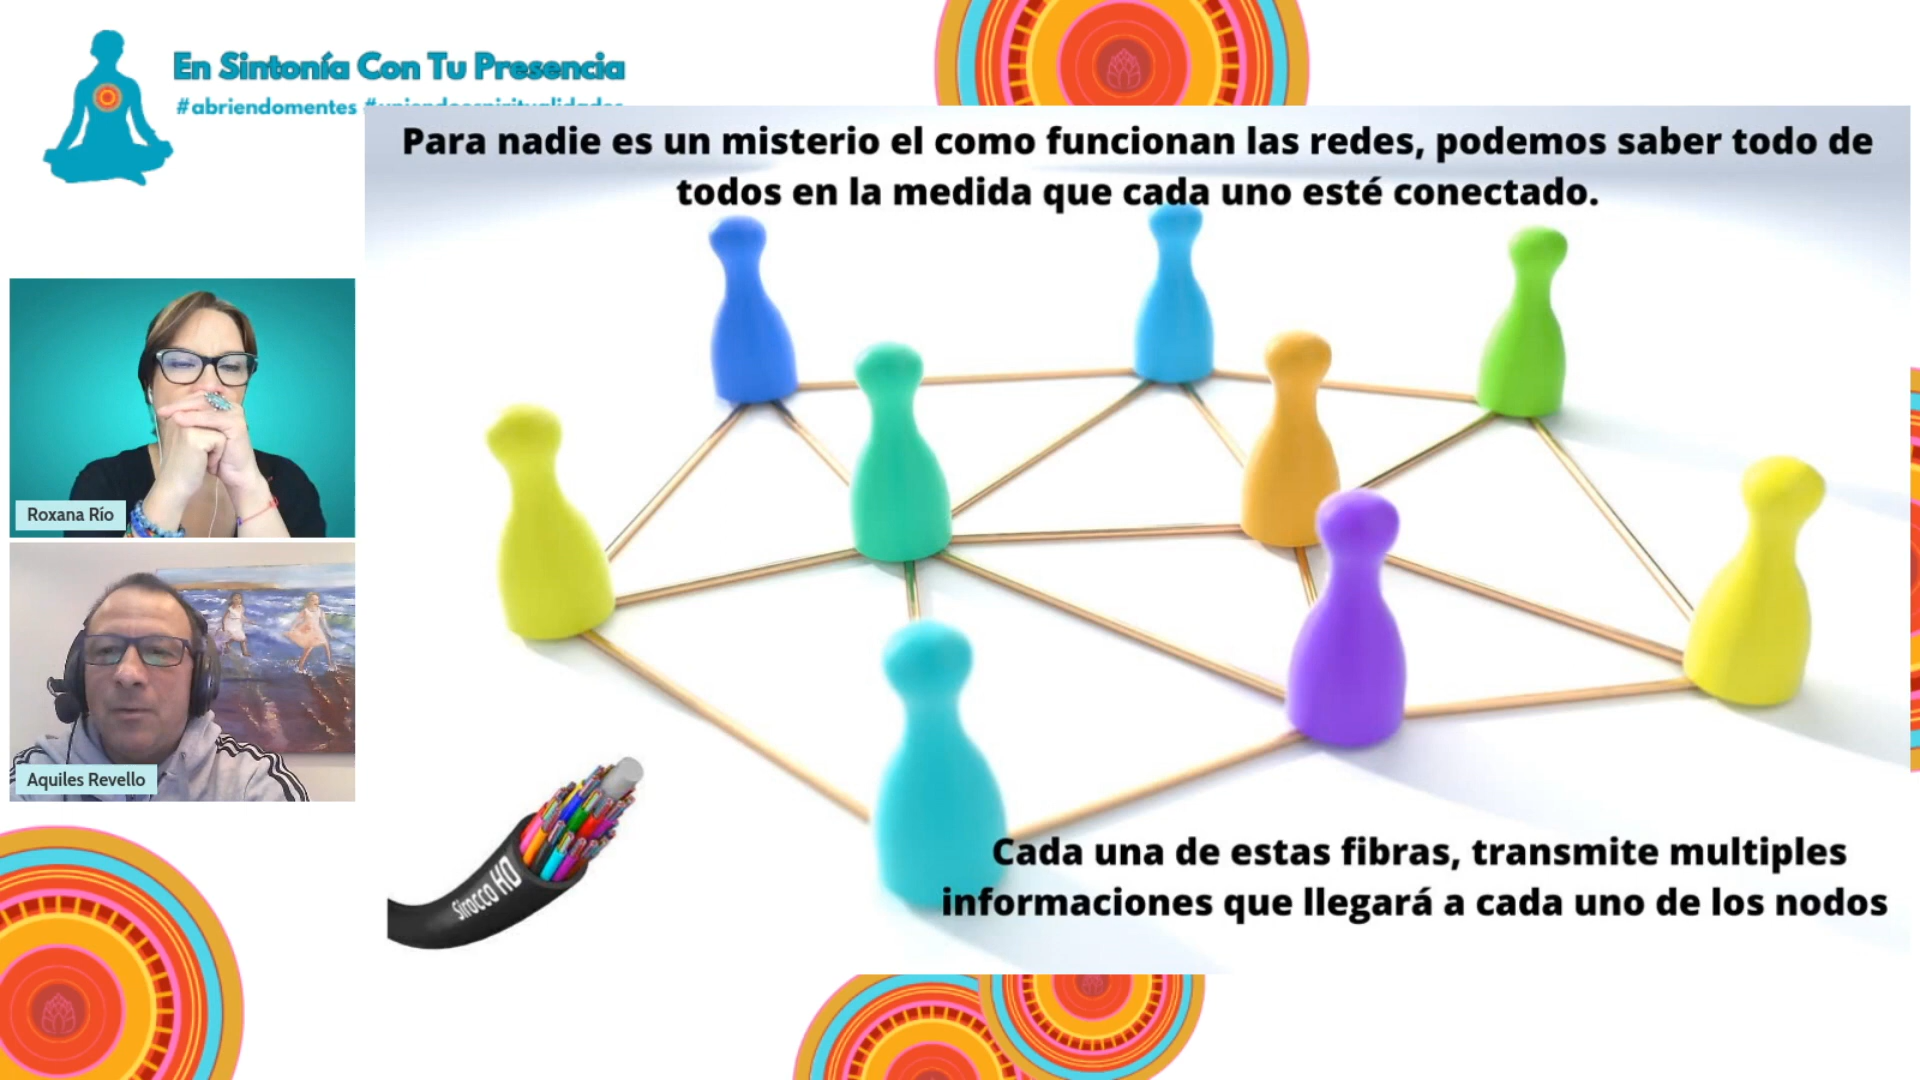 En Sintonía Con Tu Presencia
#abriendomentes #uniendoespiritualidades
Para nadie es un misterio el como funcionan las redes, podemos saber todo de
todos en la medida que cada uno esté conectado.
Roxana Río
Aquiles Revello
Sirocco HD
Cada una de estas fibras, transmite multiples
informaciones que llegará a cada uno de los nodos